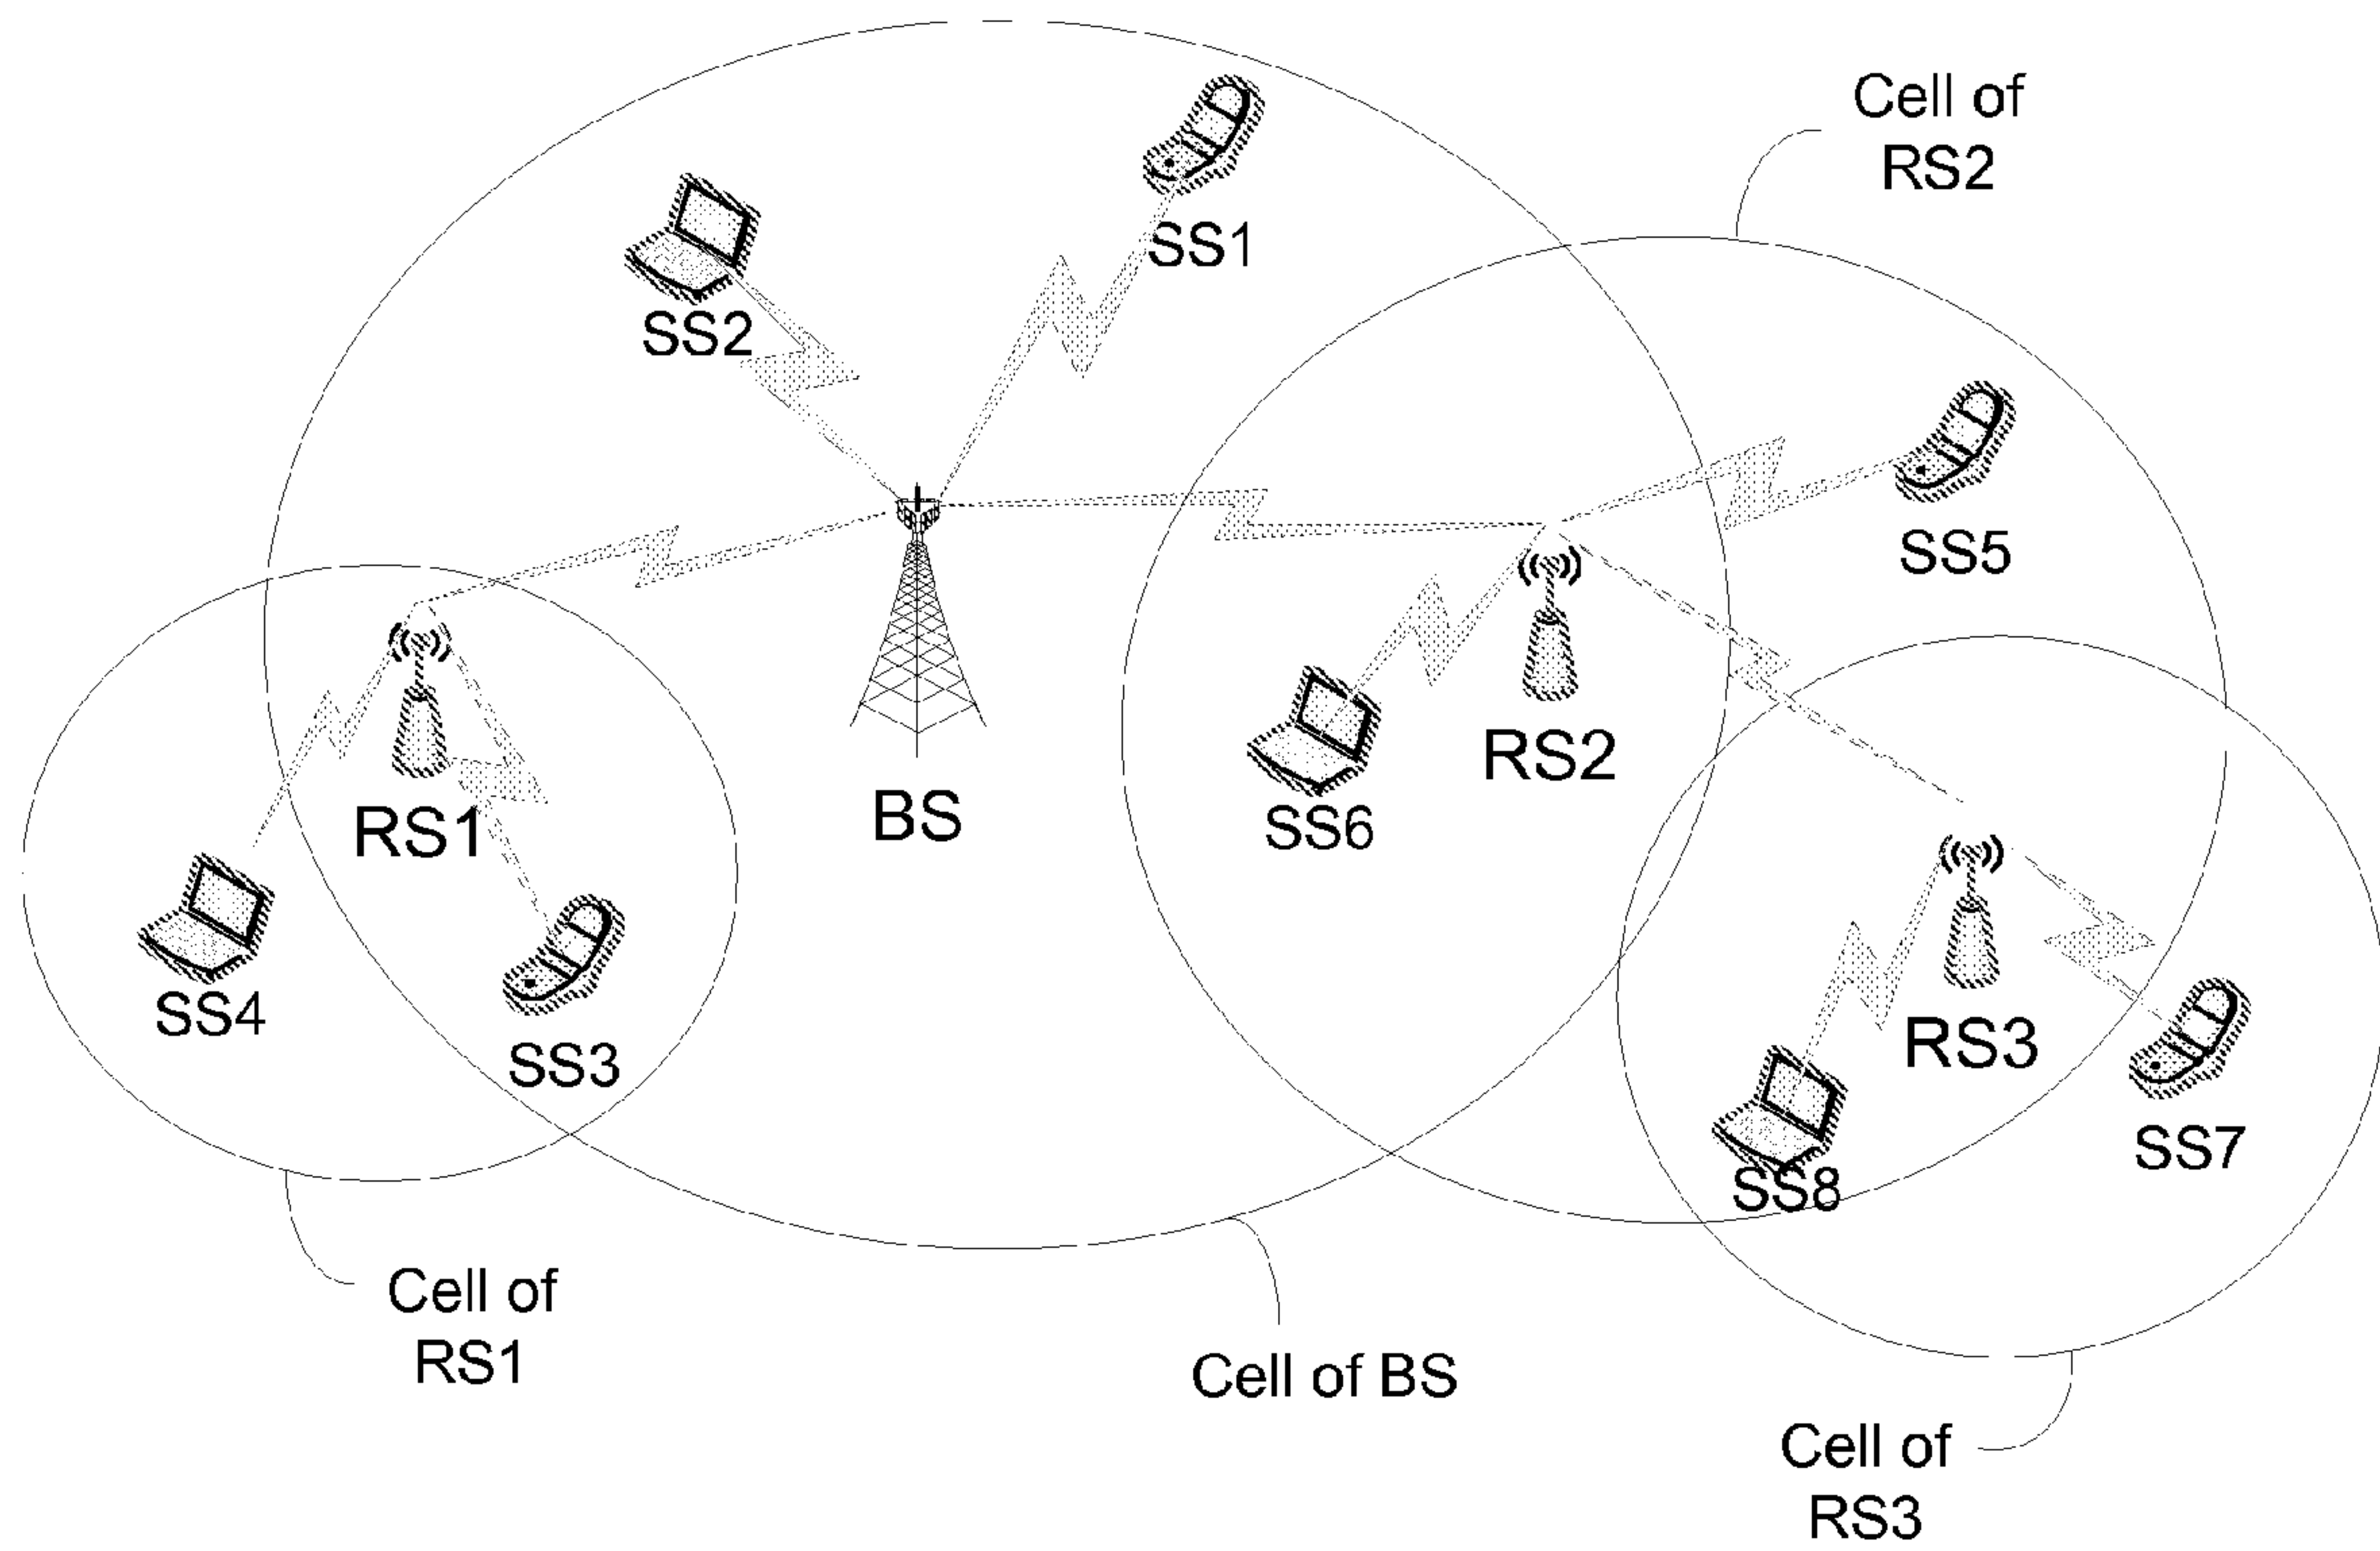 Cell of
RS2
SS1
SS2
SS5
RS1
BS
RS2
SS6
SS4
SS3
RS3
SS7
SS8
Cell of
RS1
Cell of BS
Cell of
RS3